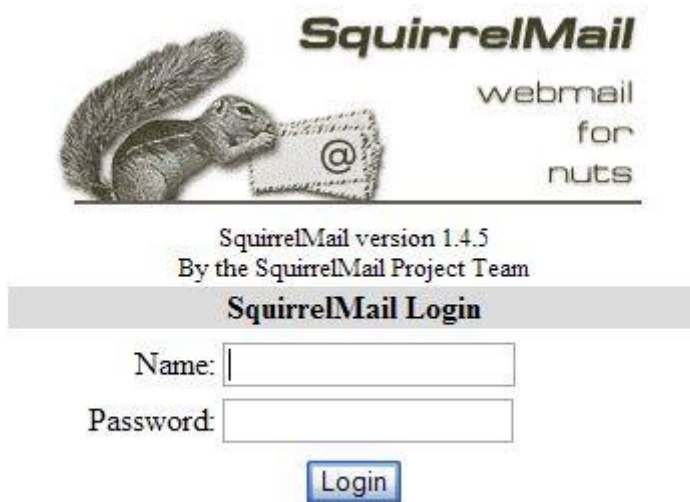 SquirrelMail
webmail
for
nuts
@
SquirrelMail version 1.4.5
By the SquirrelMail Project Team
SquirrelMail Login
Name:
Password:
Login